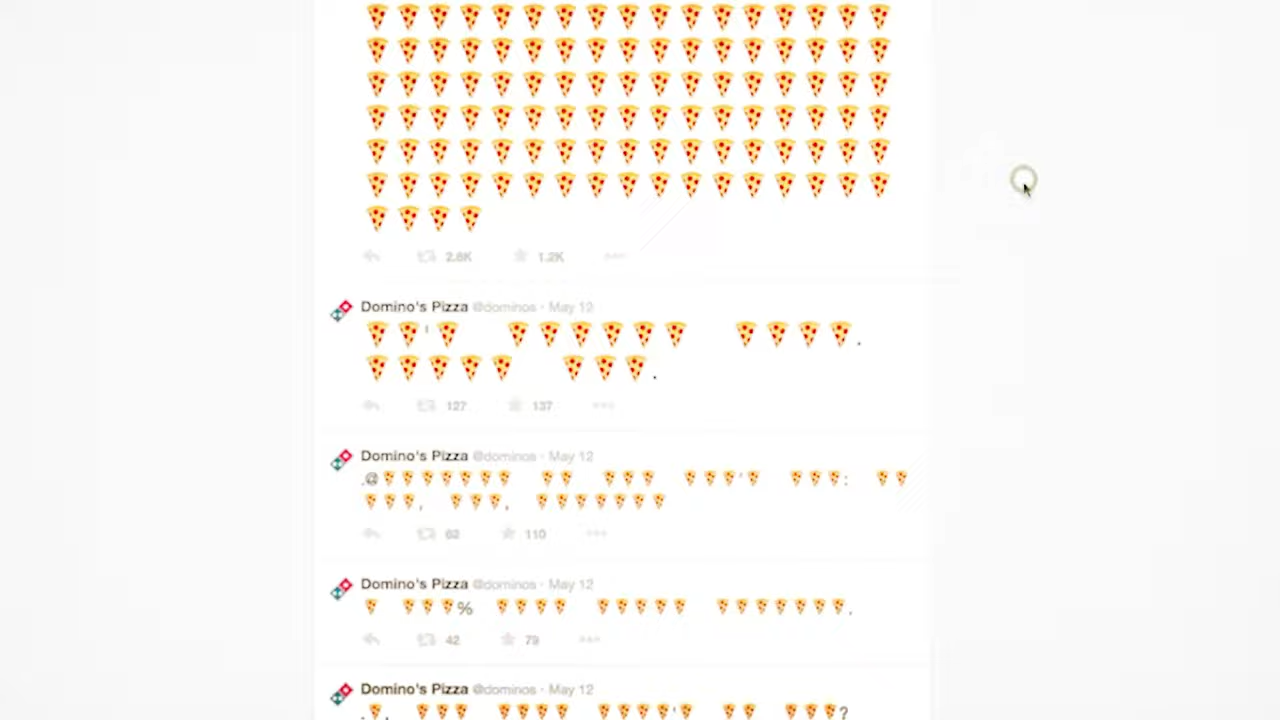 🍕🍕🍕🍕🍕🍕🍕🍕🍕🍕🍕🍕🍕🍕🍕🍕🍕
🍕🍕🍕🍕🍕🍕🍕🍕🍕🍕🍕🍕🍕🍕🍕🍕🍕
🍕🍕🍕🍕🍕🍕🍕🍕🍕🍕🍕🍕🍕🍕🍕🍕🍕
🍕🍕🍕🍕🍕🍕🍕🍕🍕🍕🍕🍕🍕🍕🍕🍕🍕
🍕🍕🍕🍕🍕🍕🍕🍕🍕🍕🍕🍕🍕🍕🍕🍕🍕
🍕🍕🍕🍕🍕🍕🍕🍕🍕🍕🍕🍕🍕🍕🍕🍕🍕
🍕🍕🍕🍕
2.8K 1.2K
Domino's Pizza @dominos · May 12
🍕🍕'🍕 🍕🍕🍕🍕🍕🍕 🍕🍕🍕🍕.
🍕🍕🍕🍕🍕 🍕🍕🍕.
127 137
Domino's Pizza @dominos · May 12
.@🍕🍕🍕🍕🍕🍕🍕 🍕🍕 🍕🍕🍕 🍕🍕🍕'🍕 🍕🍕🍕: 🍕🍕
🍕🍕🍕, 🍕🍕🍕, 🍕🍕🍕🍕🍕🍕🍕
62 110
Domino's Pizza @dominos · May 12
🍕 🍕🍕🍕% 🍕🍕🍕🍕 🍕🍕🍕🍕🍕 🍕🍕🍕🍕🍕🍕🍕.
42 79
Domino's Pizza @dominos · May 12
.🍕. 🍕🍕🍕 🍕🍕🍕🍕 🍕🍕🍕🍕'🍕 🍕🍕 🍕🍕🍕?